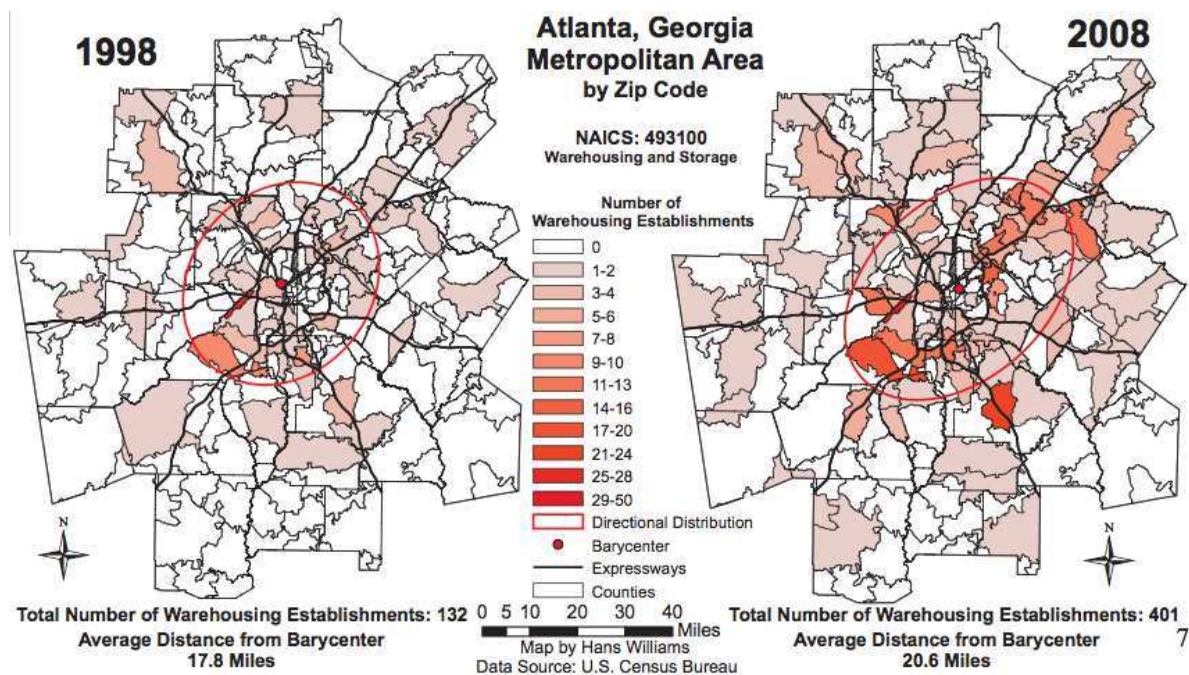 1998
Atlanta, Georgia
Metropolitan Area
by Zip Code
2008
NAICS: 493100
Warehousing and Storage
Number of
Warehousing Establishments
0
1-2
3-4
5-6
7-8
9-10
11-13
14-16
17-20
21-24
25-28
29-50
Directional Distribution
Barycenter
Expressways
Counties
N
N
Total Number of Warehousing Establishments: 132
Average Distance from Barycenter
17.8 Miles
0 5 10 20 30 40
Miles
Map by Hans Williams
Data Source: U.S. Census Bureau
Total Number of Warehousing Establishments: 401
Average Distance from Barycenter
20.6 Miles
7